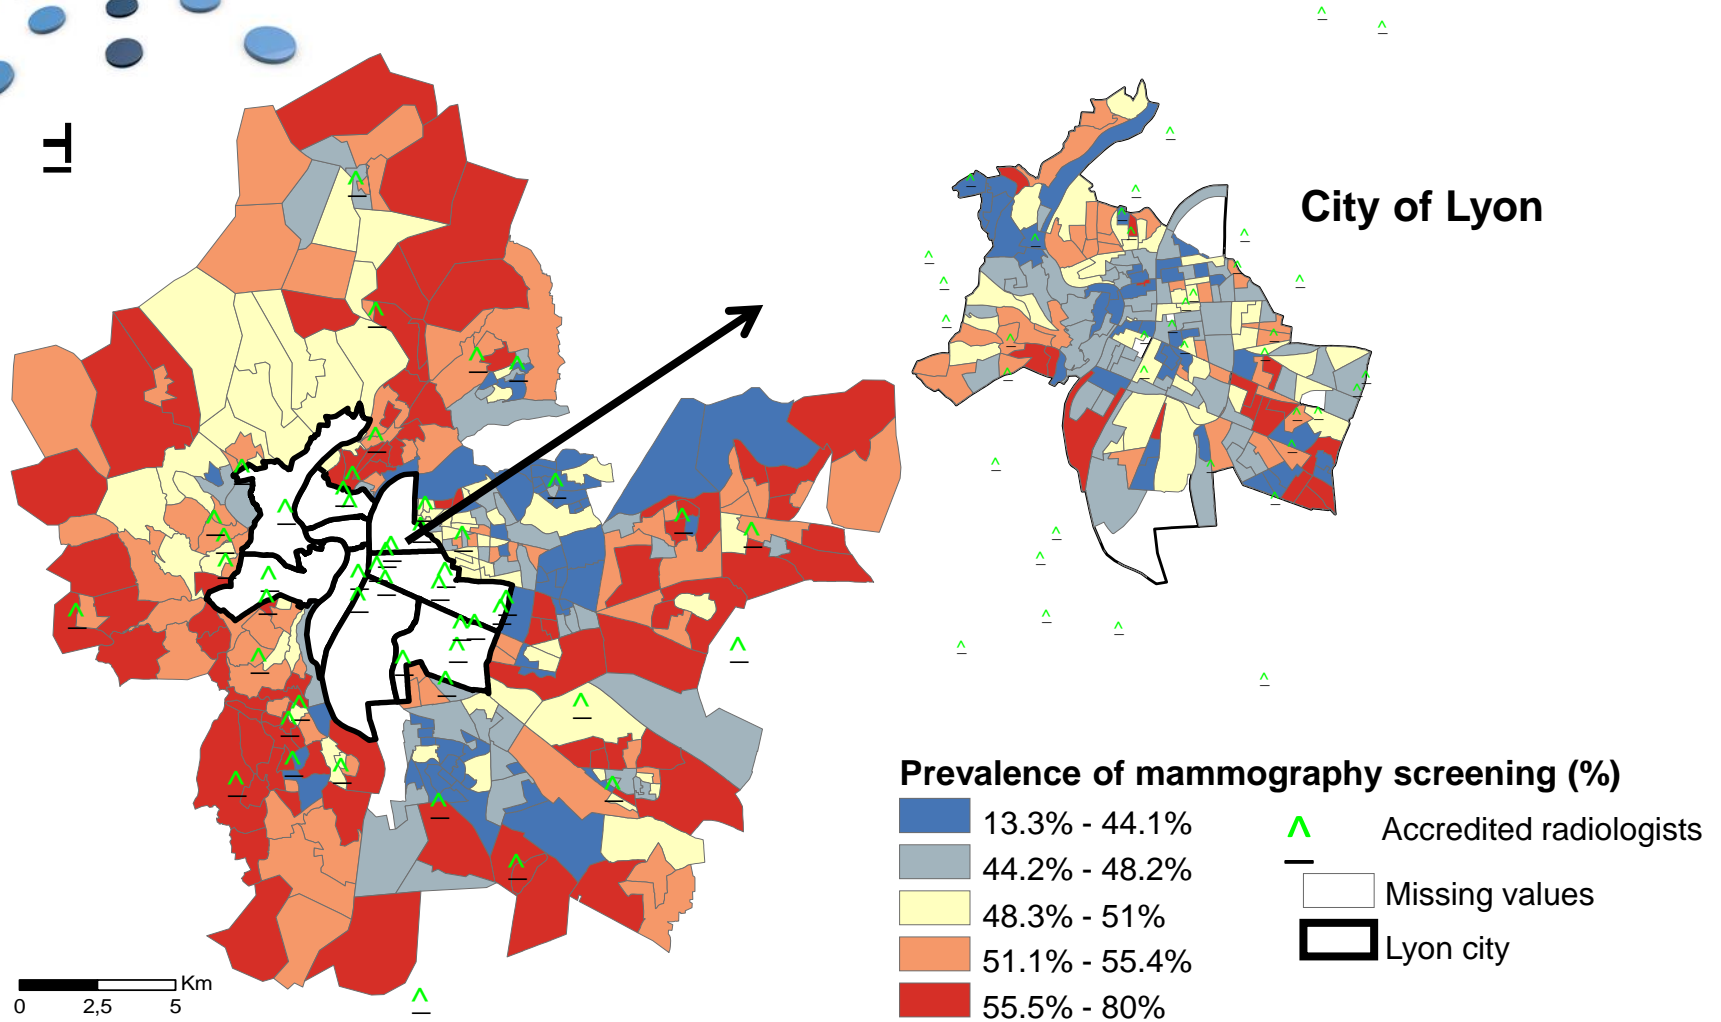 City of Lyon
Prevalence of mammography screening (%)
13.3% - 44.1%
44.2% - 48.2%
48.3% - 51%
51.1% - 55.4%
55.5% - 80%
Accredited radiologists
Missing values
Lyon city
Km
0 2,5 5